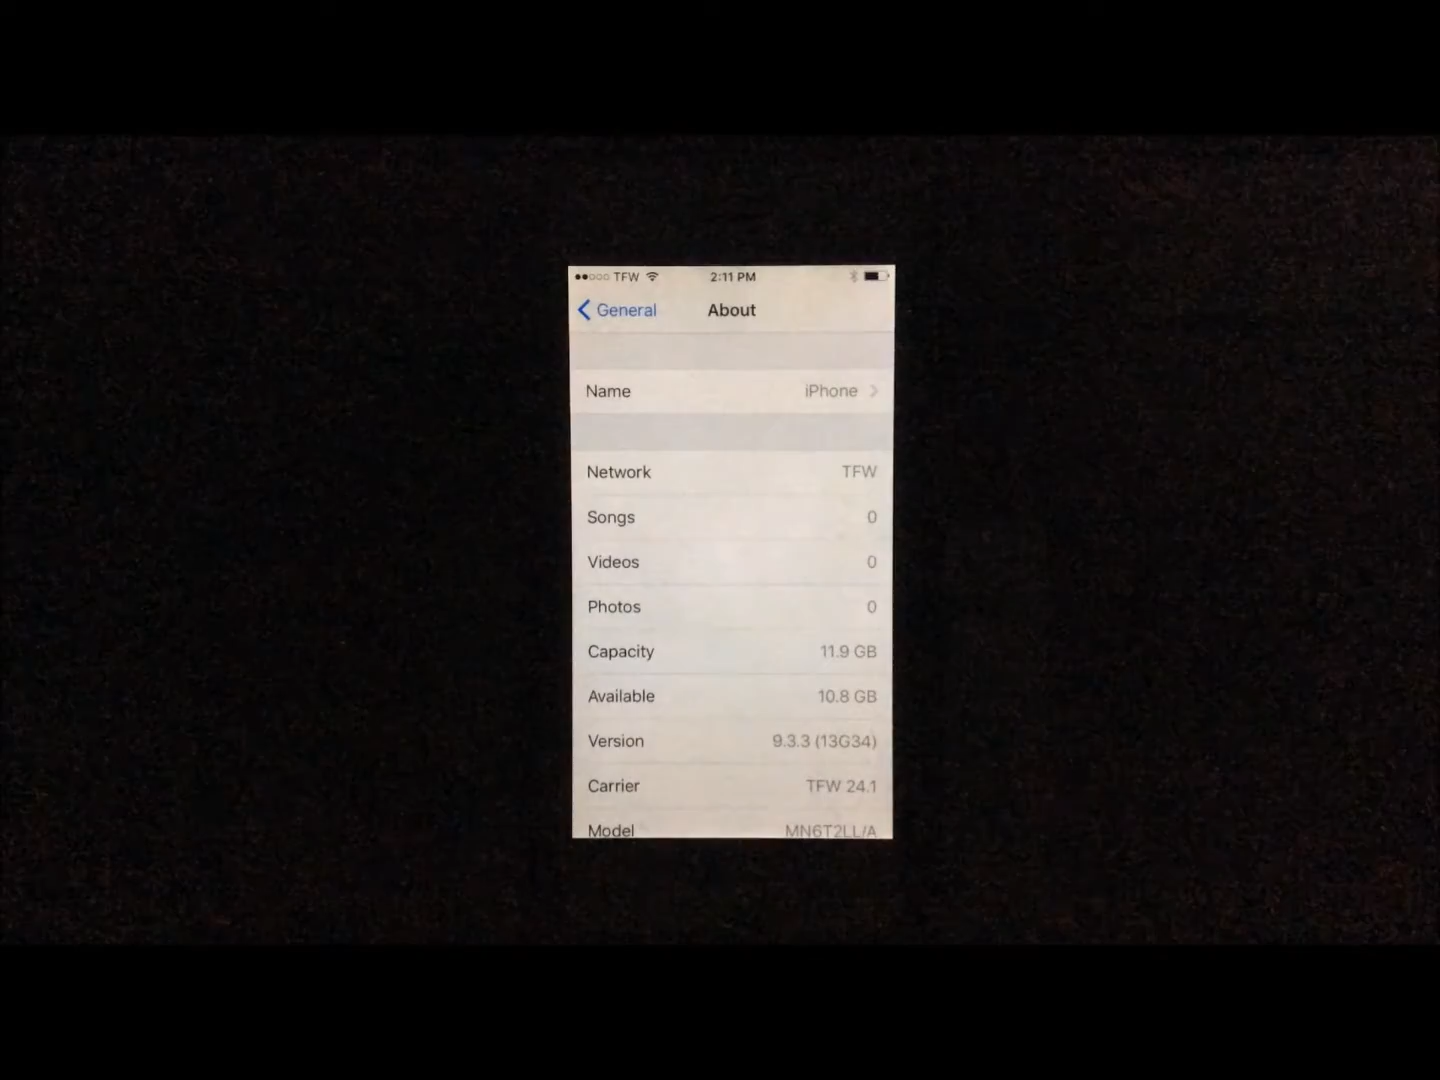 TFW 2:11 PM
General About
Name iPhone
Network TFW
Songs 0
Videos 0
Photos 0
Capacity 11.9 GB
Available 10.8 GB
Version 9.3.3 (13G34)
Carrier TFW 24.1
Model MN6T2LL/A